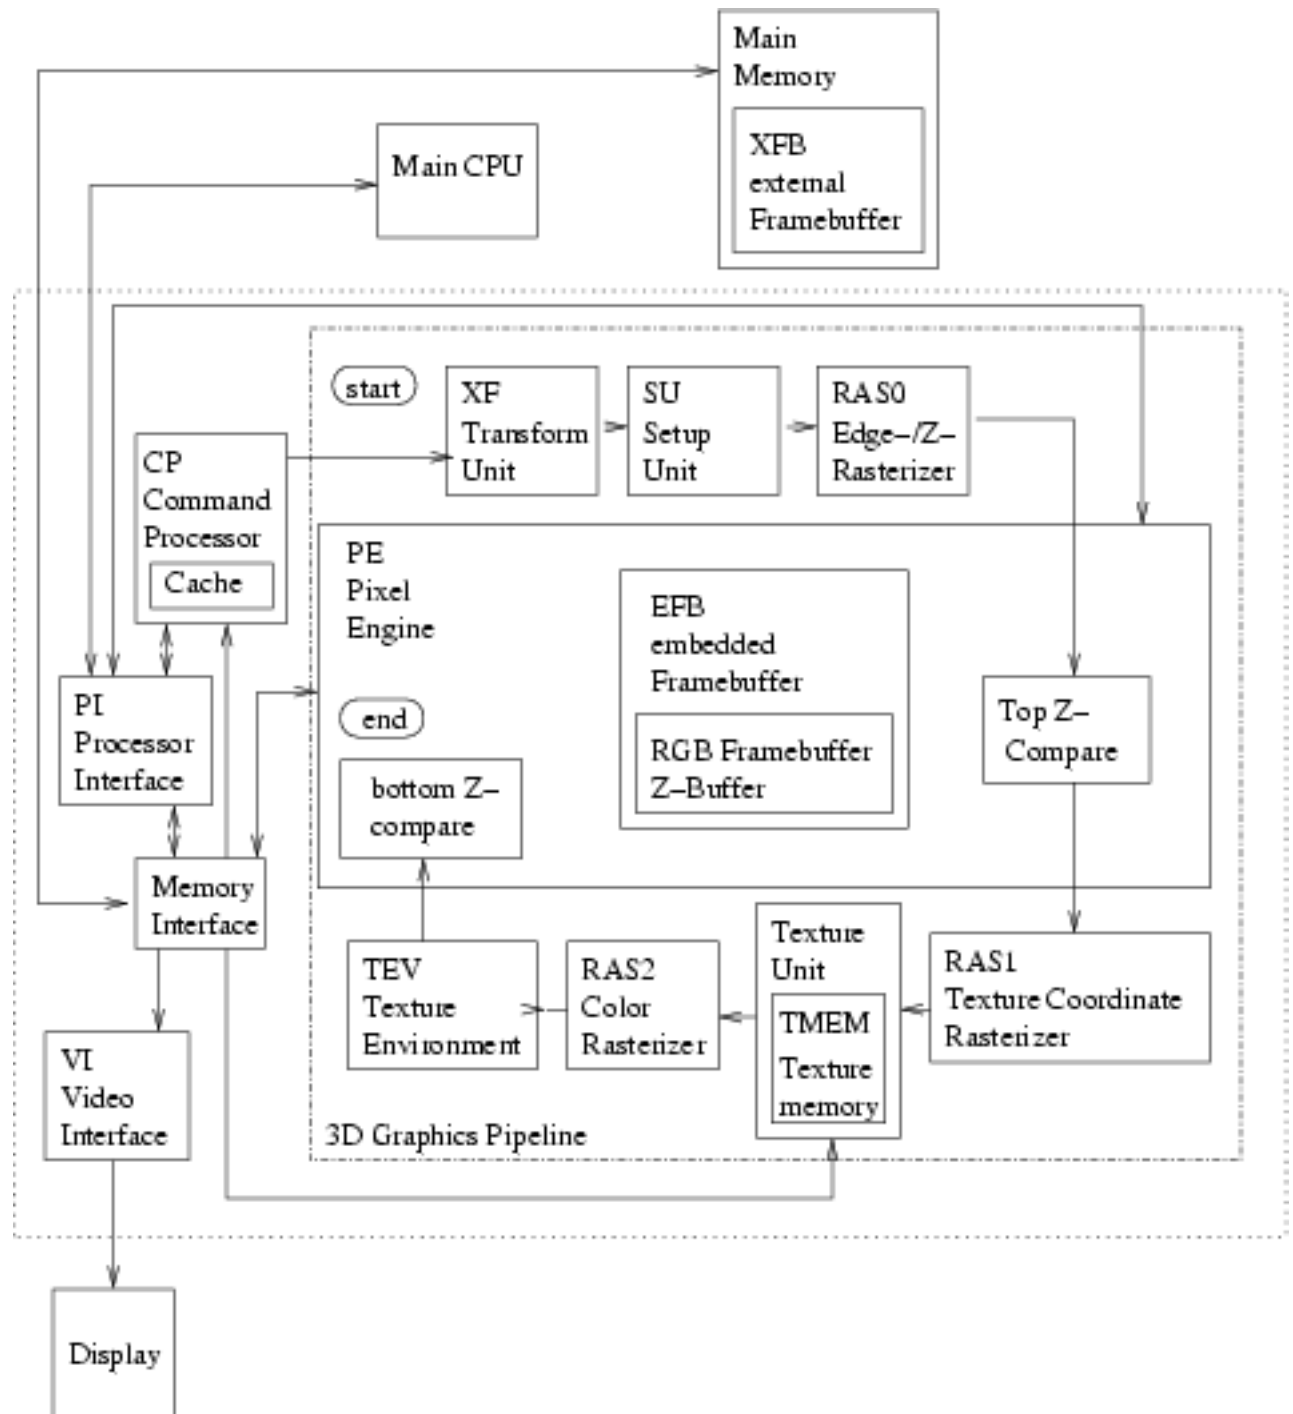 Main
Memory
XFB
external
Framebuffer
Main CPU
start
XF
Transform
Unit
SU
Setup
Unit
RAS0
Edge-/Z-
Rasterizer
CP
Command
Processor
Cache
PE
Pixel
Engine
EFB
embedded
Framebuffer
RGB Framebuffer
Z-Buffer
end
bottom Z-
compare
Top Z-
Compare
PI
Processor
Interface
Memory
Interface
TEV
Texture
Environment
RAS2
Color
Rasterizer
Texture
Unit
TMEM
Texture
memory
RAS1
Texture Coordinate
Rasterizer
VI
Video
Interface
3D Graphics Pipeline
Display